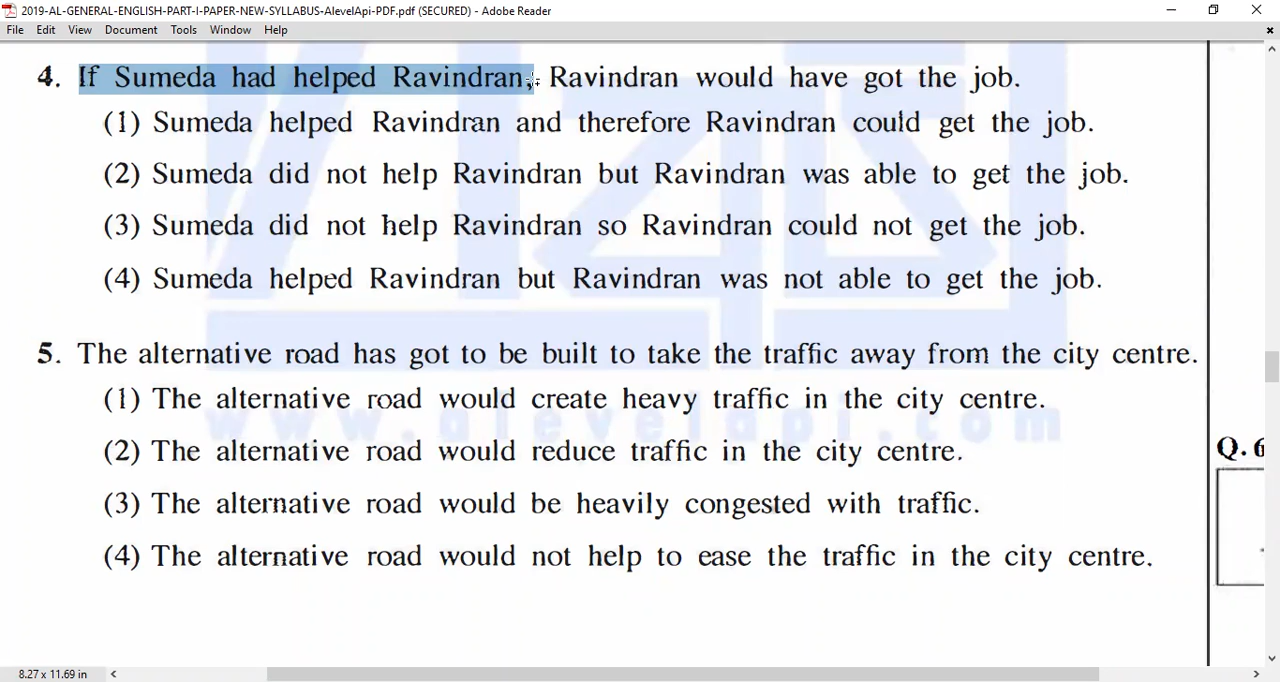 2019-AL-GENERAL-ENGLISH-PART-I-PAPER-NEW-SYLLABUS-AlevelApi-PDF.pdf (SECURED) - Adobe Reader
File Edit View Document Tools Window Help
4. If Sumeda had helped Ravindran, Ravindran would have got the job.
(1) Sumeda helped Ravindran and therefore Ravindran could get the job.
(2) Sumeda did not help Ravindran but Ravindran was able to get the job.
(3) Sumeda did not help Ravindran so Ravindran could not get the job.
(4) Sumeda helped Ravindran but Ravindran was not able to get the job.
5. The alternative road has got to be built to take the traffic away from the city centre.
(1) The alternative road would create heavy traffic in the city centre.
www.alevelapi.com
(2) The alternative road would reduce traffic in the city centre.
Q. 6
(3) The alternative road would be heavily congested with traffic.
(4) The alternative road would not help to ease the traffic in the city centre.
8.27 x 11.69 in